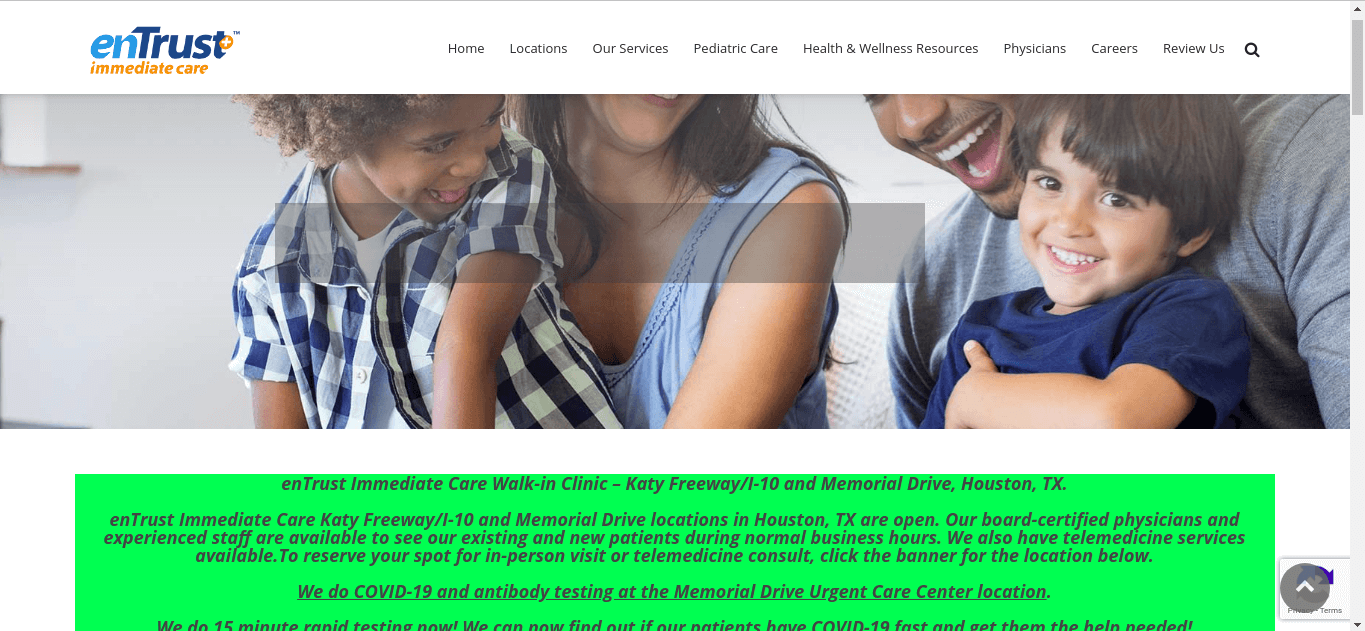 enTrust™
immediate care
Home Locations Our Services Pediatric Care Health & Wellness Resources Physicians Careers Review Us
enTrust Immediate Care Walk-in Clinic – Katy Freeway/I-10 and Memorial Drive, Houston, TX.
enTrust Immediate Care Katy Freeway/I-10 and Memorial Drive locations in Houston, TX are open. Our board-certified physicians and
experienced staff are available to see our existing and new patients during normal business hours. We also have telemedicine services
available.To reserve your spot for in-person visit or telemedicine consult, click the banner for the location below.
We do COVID-19 and antibody testing at the Memorial Drive Urgent Care Center location.
We do 15 minute rapid testing now! We can now find out if our patients have COVID-19 fast and get them the help needed!
Privacy - Terms